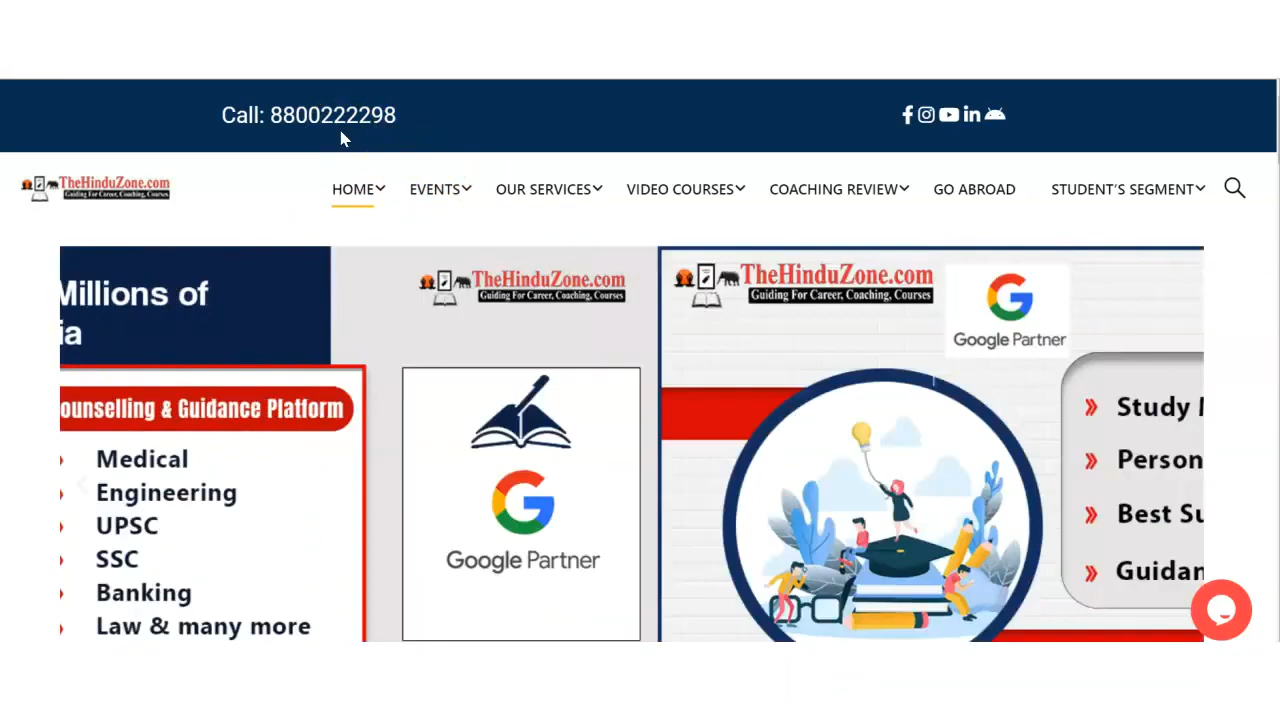 Call: 8800222298
TheHinduZone.com
Guiding For Career, Coaching, Courses
HOME
EVENTS
OUR SERVICES
VIDEO COURSES
COACHING REVIEW
GO ABROAD
STUDENT'S SEGMENT
Millions of
ia
ounselling & Guidance Platform
Medical
Engineering
UPSC
SSC
Banking
Law & many more
TheHinduZone.com
Guiding For Career, Coaching, Courses
Google Partner
TheHinduZone.com
Guiding For Career, Coaching, Courses
Google Partner
Study
Person
Best Su
Guidan